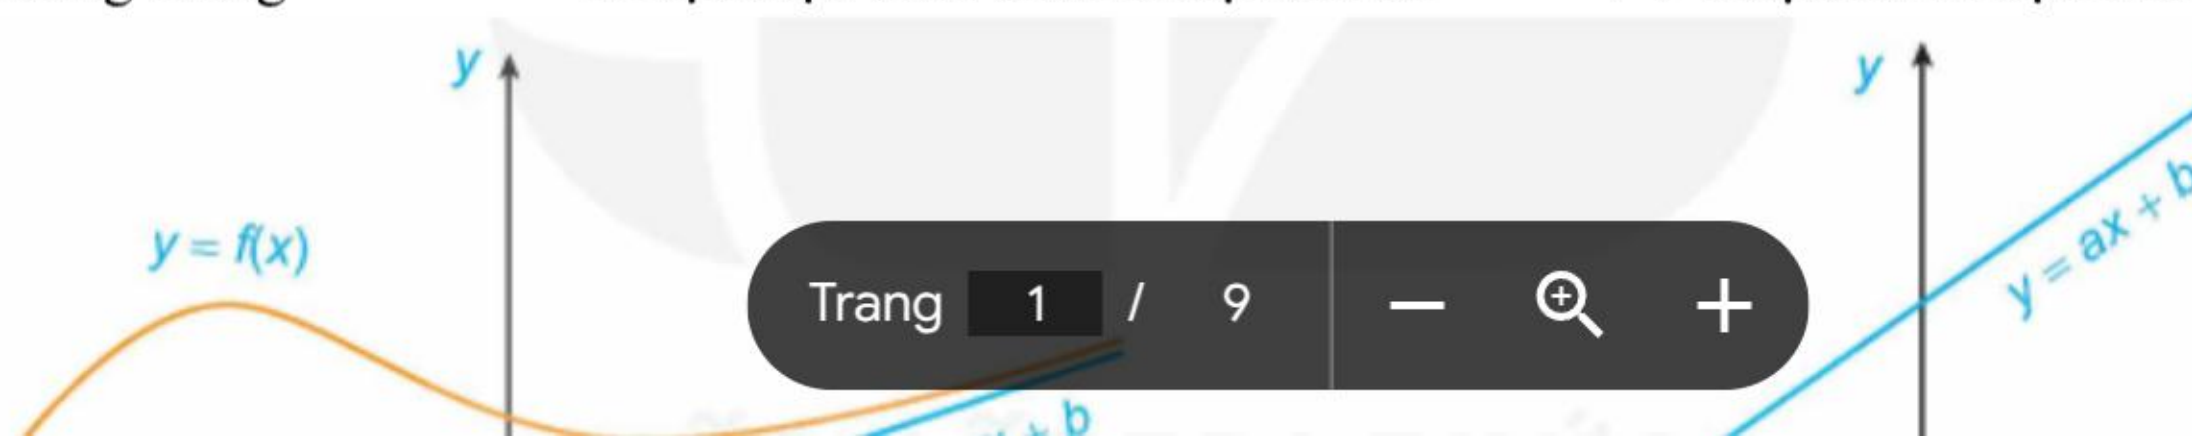 y
y
y = f(x)
y = ax + b
Trang 1 / 9
+ b